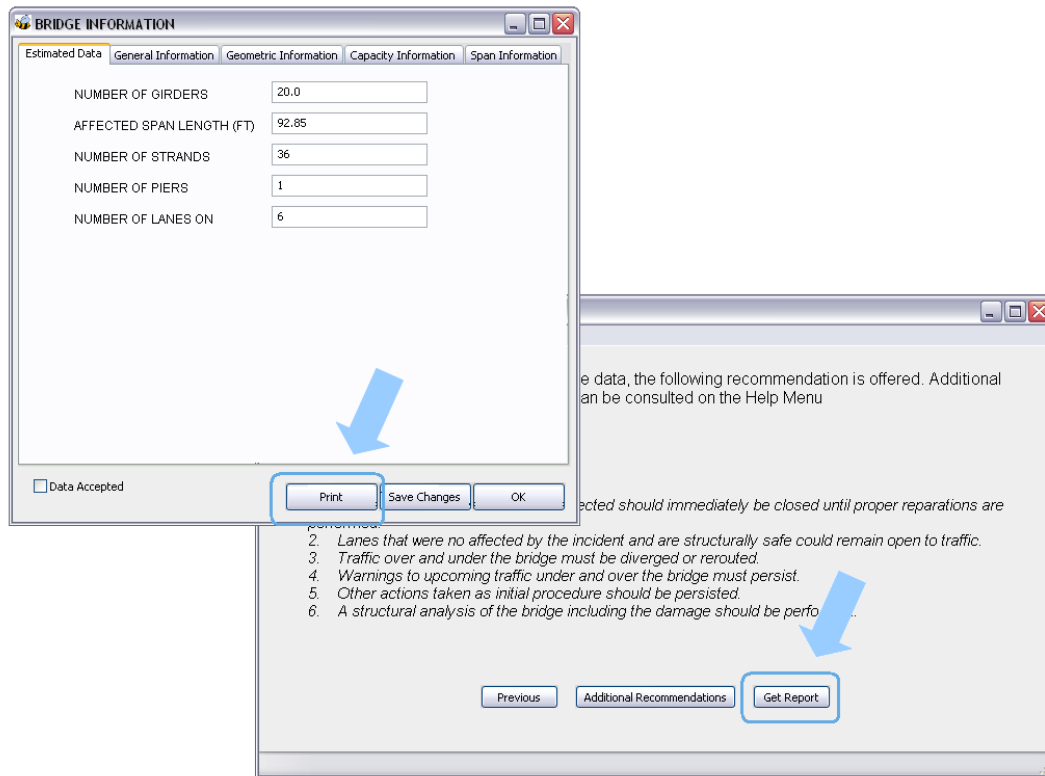 BRIDGE INFORMATION
Estimated Data General Information Geometric Information Capacity Information Span Information
NUMBER OF GIRDERS 20.0
AFFECTED SPAN LENGTH (FT) 92.85
NUMBER OF STRANDS 36
NUMBER OF PIERS 1
NUMBER OF LANES ON 6
Data Accepted Print Save Changes OK
e data, the following recommendation is offered. Additional
an be consulted on the Help Menu
ected should immediately be closed until proper reparations are
2. Lanes that were no affected by the incident and are structurally safe could remain open to traffic.
3. Traffic over and under the bridge must be diverged or rerouted.
4. Warnings to upcoming traffic under and over the bridge must persist.
5. Other actions taken as initial procedure should be persisted.
6. A structural analysis of the bridge including the damage should be perfo
Previous Additional Recommendations Get Report